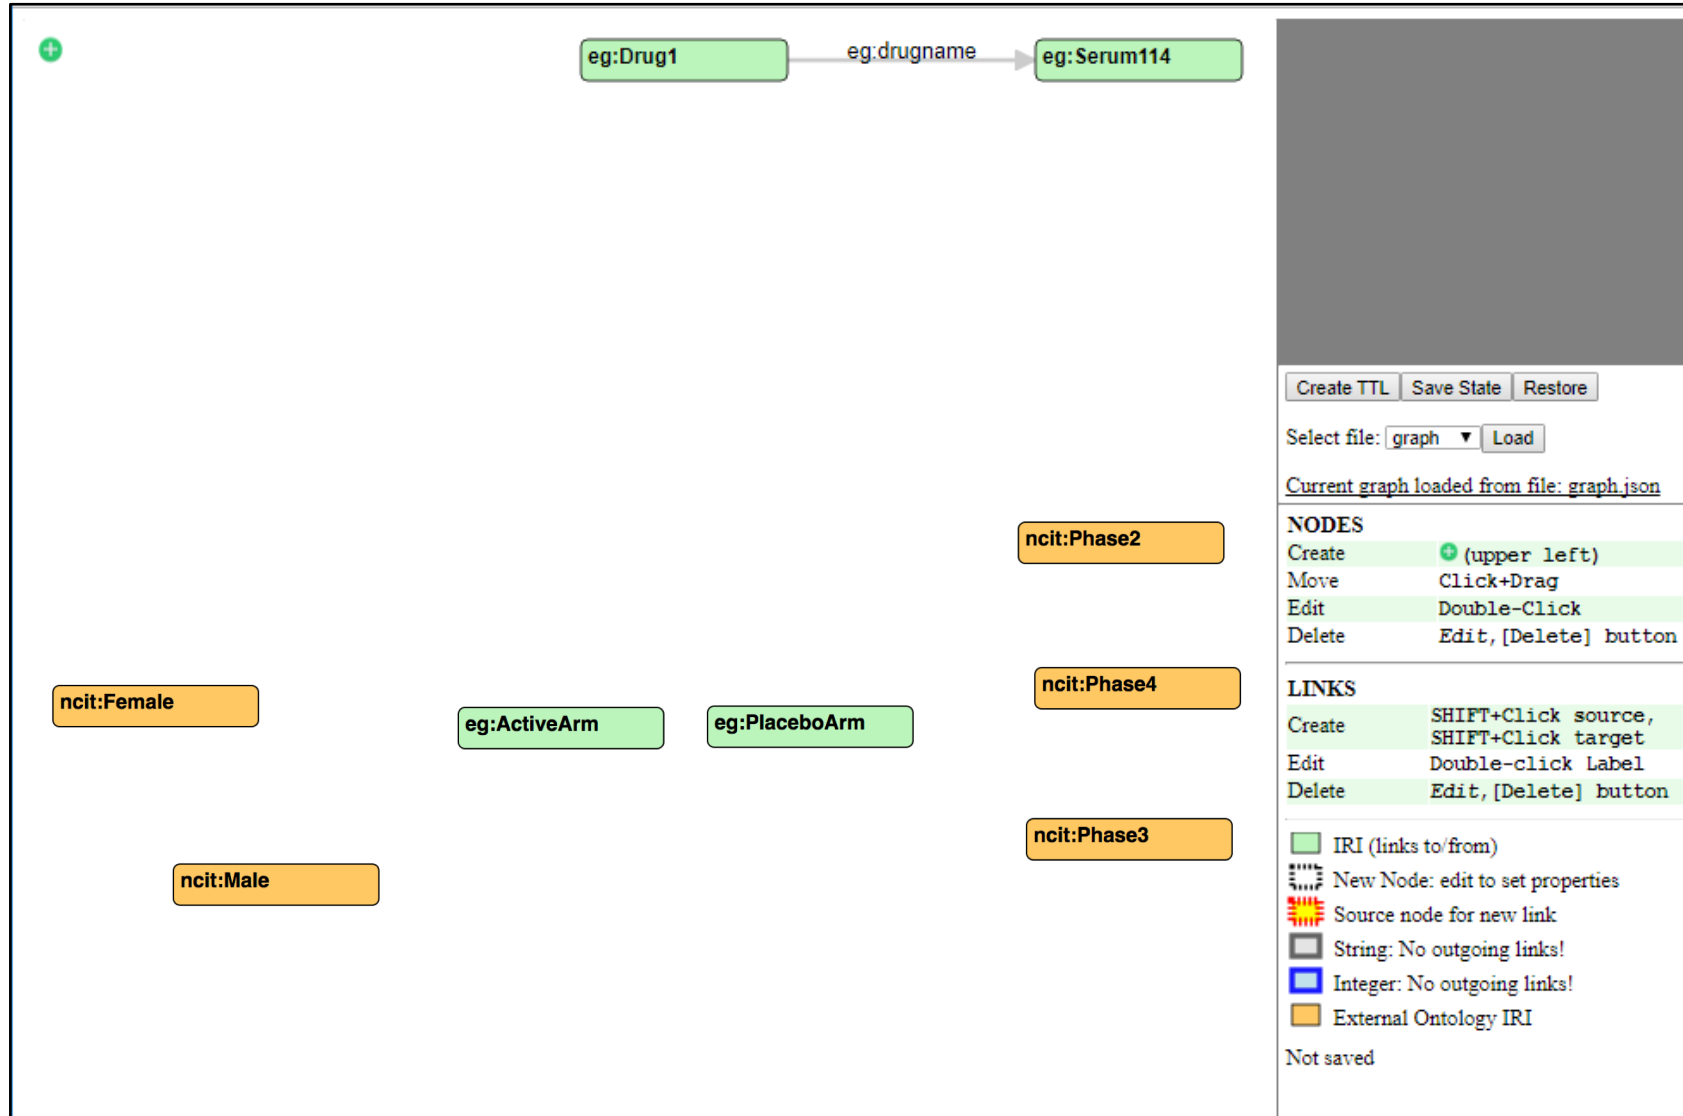 eg:Drug1
eg:drugname
eg:Serum114
Create TTL
Save State
Restore
Select file:
graph
Load
Current graph loaded from file: graph.json
NODES
Create (upper left)
Move Click+Drag
Edit Double-Click
Delete Edit,[Delete] button
LINKS
Create SHIFT+Click source,
SHIFT+Click target
Edit Double-click Label
Delete Edit,[Delete] button
IRI (links to/from)
New Node: edit to set properties
Source node for new link
String: No outgoing links!
Integer: No outgoing links!
External Ontology IRI
Not saved
ncit:Phase2
ncit:Phase4
ncit:Female
eg:ActiveArm
eg:PlaceboArm
ncit:Phase3
ncit:Male